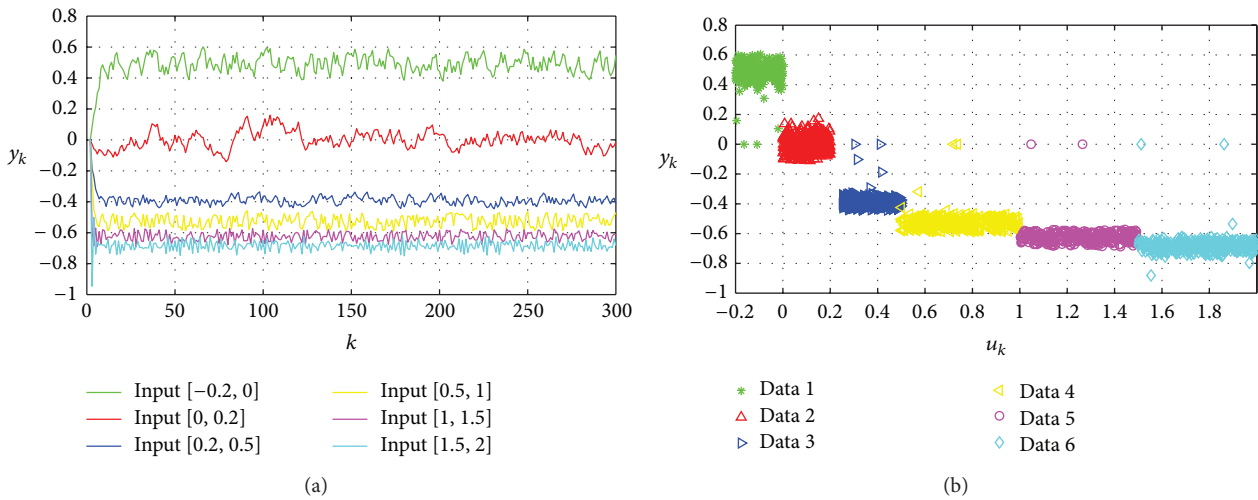 0.8
0.6
0.4
0.2
0
−0.2
−0.4
−0.6
−0.8
−1
y_k
0 50 100 150 200 250 300
k
Input [−0.2, 0]
Input [0, 0.2]
Input [0.2, 0.5]
Input [0.5, 1]
Input [1, 1.5]
Input [1.5, 2]
(a)
0.8
0.6
0.4
0.2
0
−0.2
−0.4
−0.6
−0.8
−1
y_k
−0.2 0 0.2 0.4 0.6 0.8 1 1.2 1.4 1.6 1.8
u_k
Data 1
Data 2
Data 3
Data 4
Data 5
Data 6
(b)